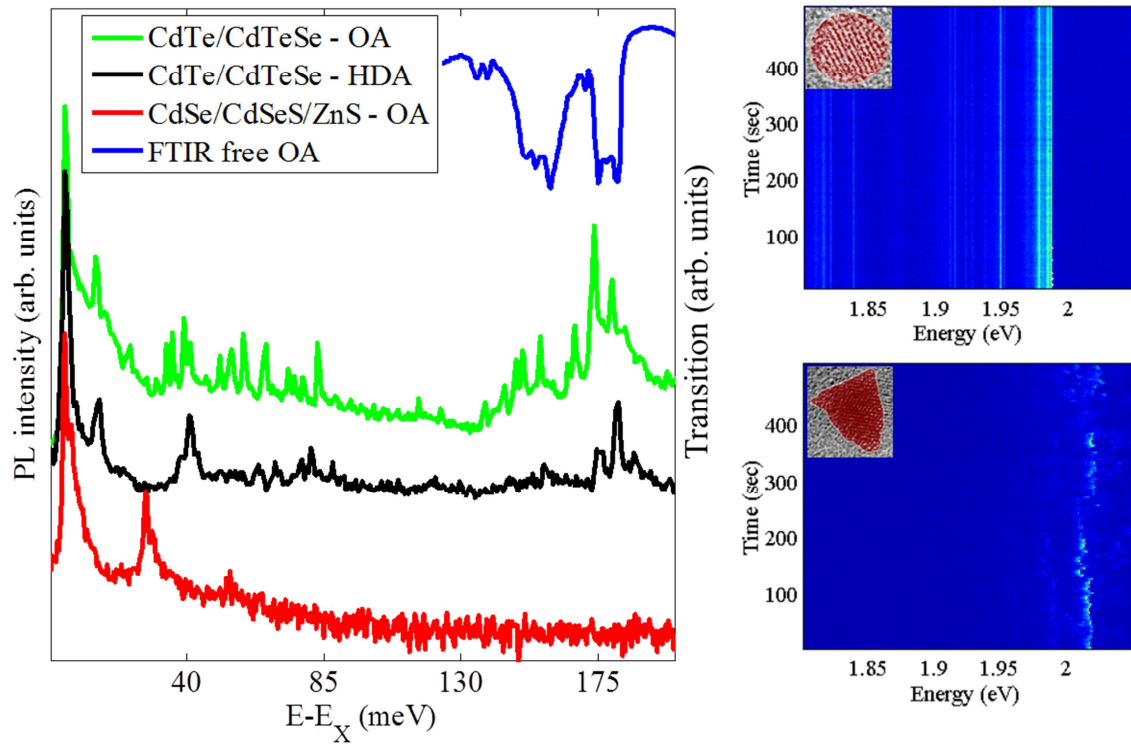 CdTe/CdTeSe - OA
CdTe/CdTeSe - HDA
CdSe/CdSeS/ZnS - OA
FTIR free OA
PL intensity (arb. units)
Transition (arb. units)
40 85 130 175
E-EX (meV)
Time (sec)
400
300
200
100
1.85 1.9 1.95 2
Energy (eV)
Time (sec)
400
300
200
100
1.85 1.9 1.95 2
Energy (eV)